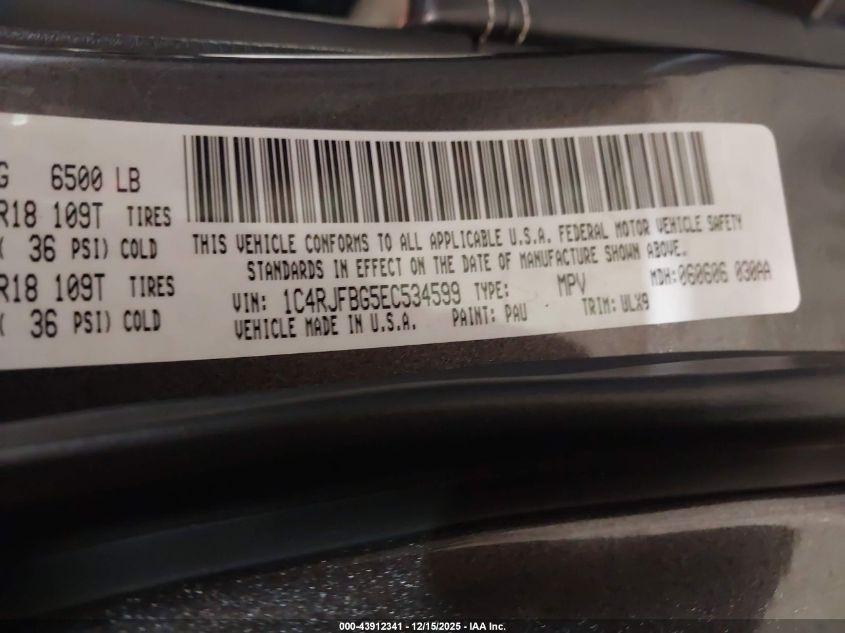 G 6500 LB
R18 109T TIRES
( 36 PSI) COLD
R18 109T TIRES
( 36 PSI) COLD
THIS VEHICLE CONFORMS TO ALL APPLICABLE U.S.A. FEDERAL MOTOR VEHICLE SAFETY
STANDARDS IN EFFECT ON THE DATE OF MANUFACTURE SHOWN ABOVE.
MDH: 060606 030AA
VIN: 1C4RJFBG5EC534599 TYPE: MPV
VEHICLE MADE IN U.S.A. PAINT: PAU TRIM: ULX9
000-43912341 - 12/15/2025 - IAA Inc.